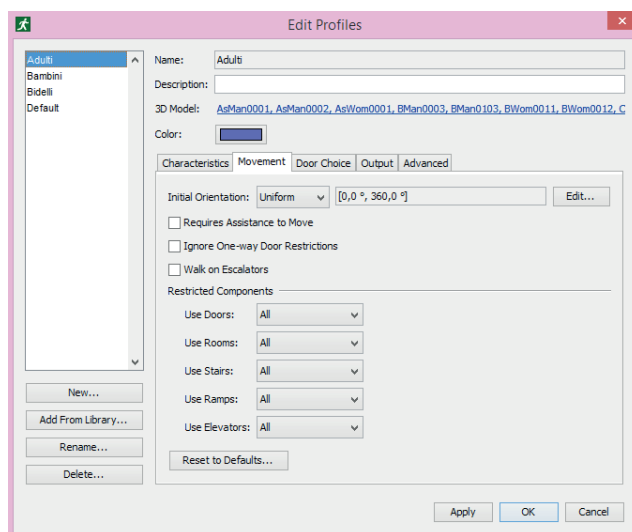 Edit Profiles
Adulti
Bambini
Bidelli
Default
New...
Add From Library...
Rename...
Delete...
Name: Adulti
Description:
3D Model: AsMan0001, AsMan0002, AsWom0001, BMan0003, BMan0103, BWom0011, BWom0012, C
Color:
Characteristics Movement Door Choice Output Advanced
Initial Orientation: Uniform [0,0 °, 360,0 °] Edit...
Requires Assistance to Move
Ignore One-way Door Restrictions
Walk on Escalators
Restricted Components
Use Doors: All
Use Rooms: All
Use Stairs: All
Use Ramps: All
Use Elevators: All
Reset to Defaults...
Apply OK Cancel